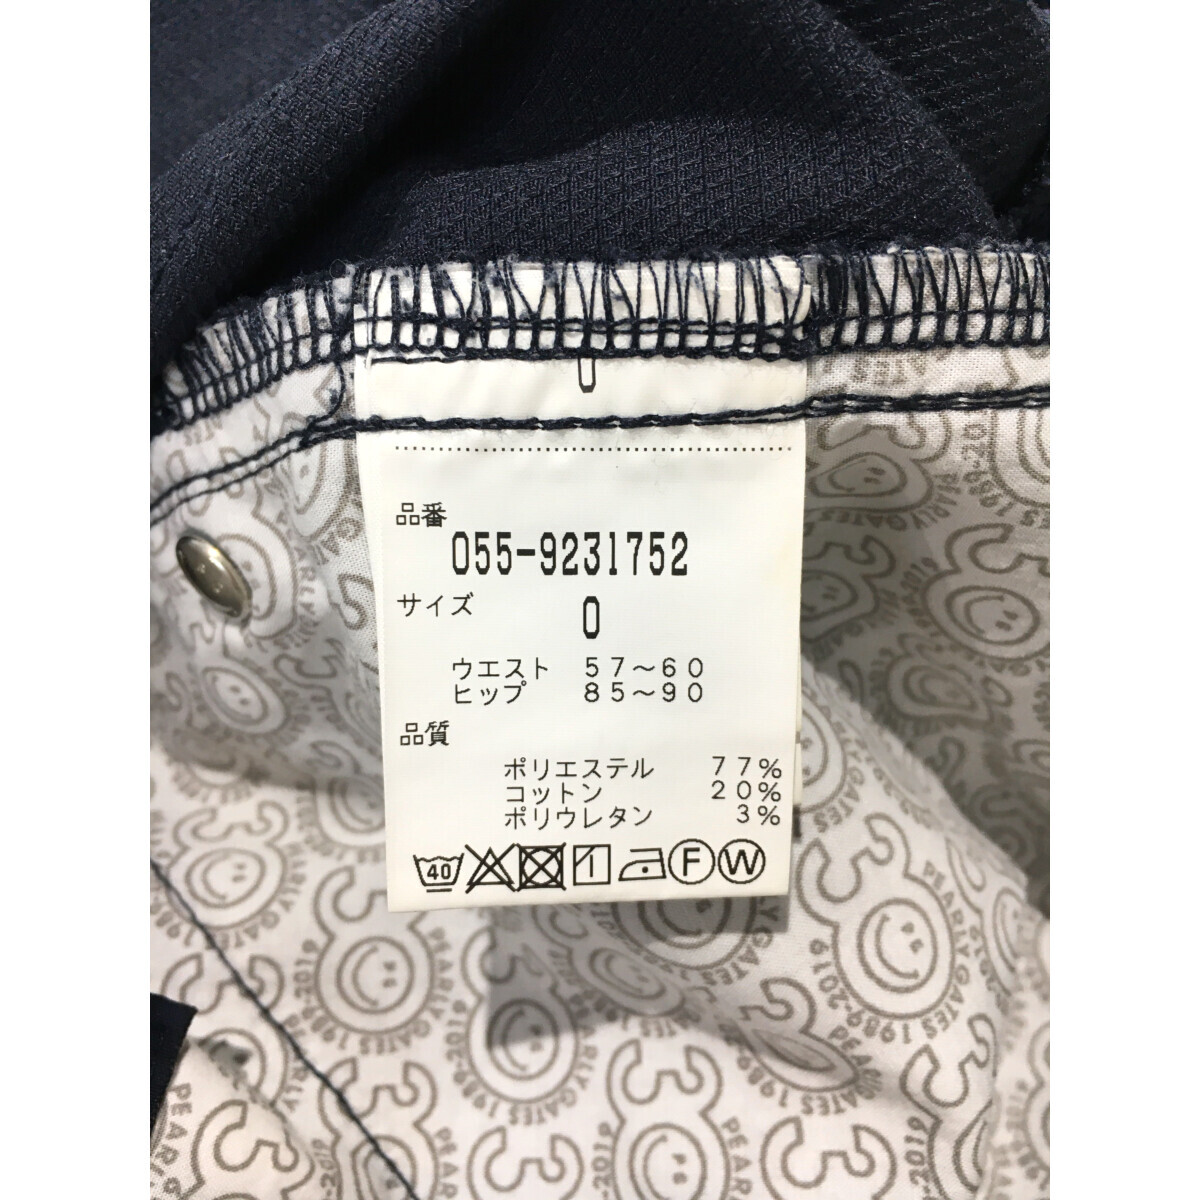 0
品番
055-9231752
サイズ
0
ウエスト 57～60
ヒップ 85～90
品質
ポリエステル 77%
コットン 20%
ポリウレタン 3%
40 F W
PEARLY GATES 1989-2019